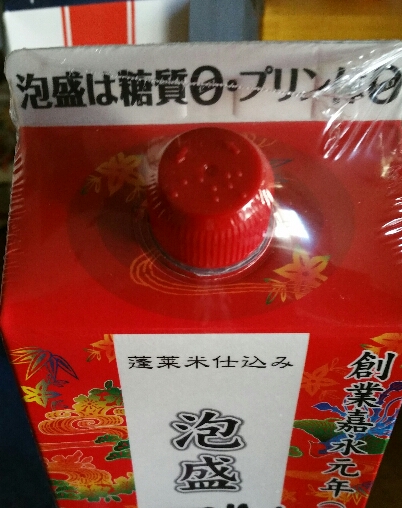 泡盛は糖質0・プリン体0
蓬莱米仕込み
泡盛
創業嘉永元年(